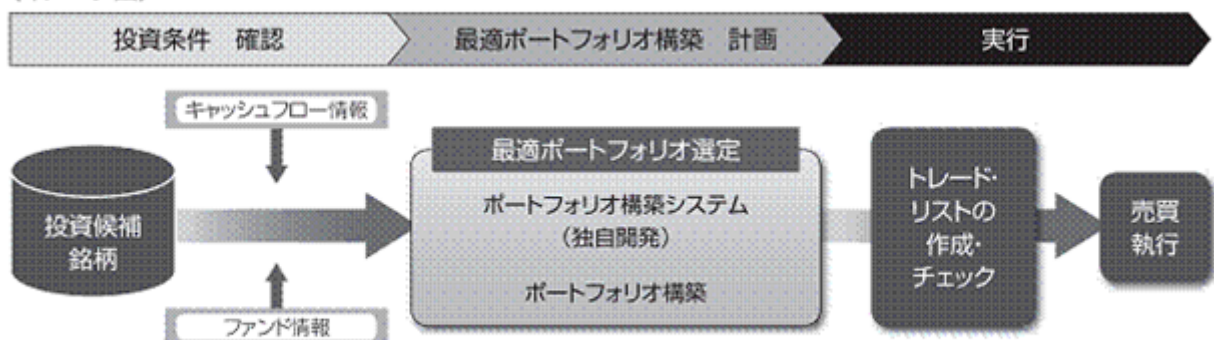 投資条件 確認
最適ポートフォリオ構築 計画
実行
キャッシュフロー情報
投資候補
銘柄
ファンド情報
最適ポートフォリオ選定
ポートフォリオ構築システム
(独自開発)
ポートフォリオ構築
トレード・
リストの
作成・
チェック
売買
執行